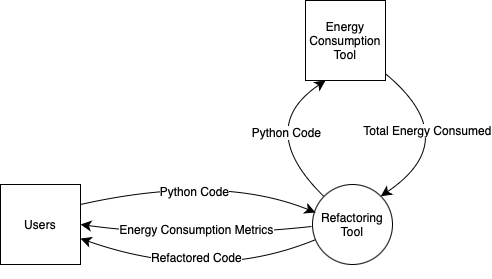 Energy
Consumption
Tool
Python Code
Total Energy Consumed
Python Code
Users
Energy Consumption Metrics
Refactoring
Tool
Refactored Code